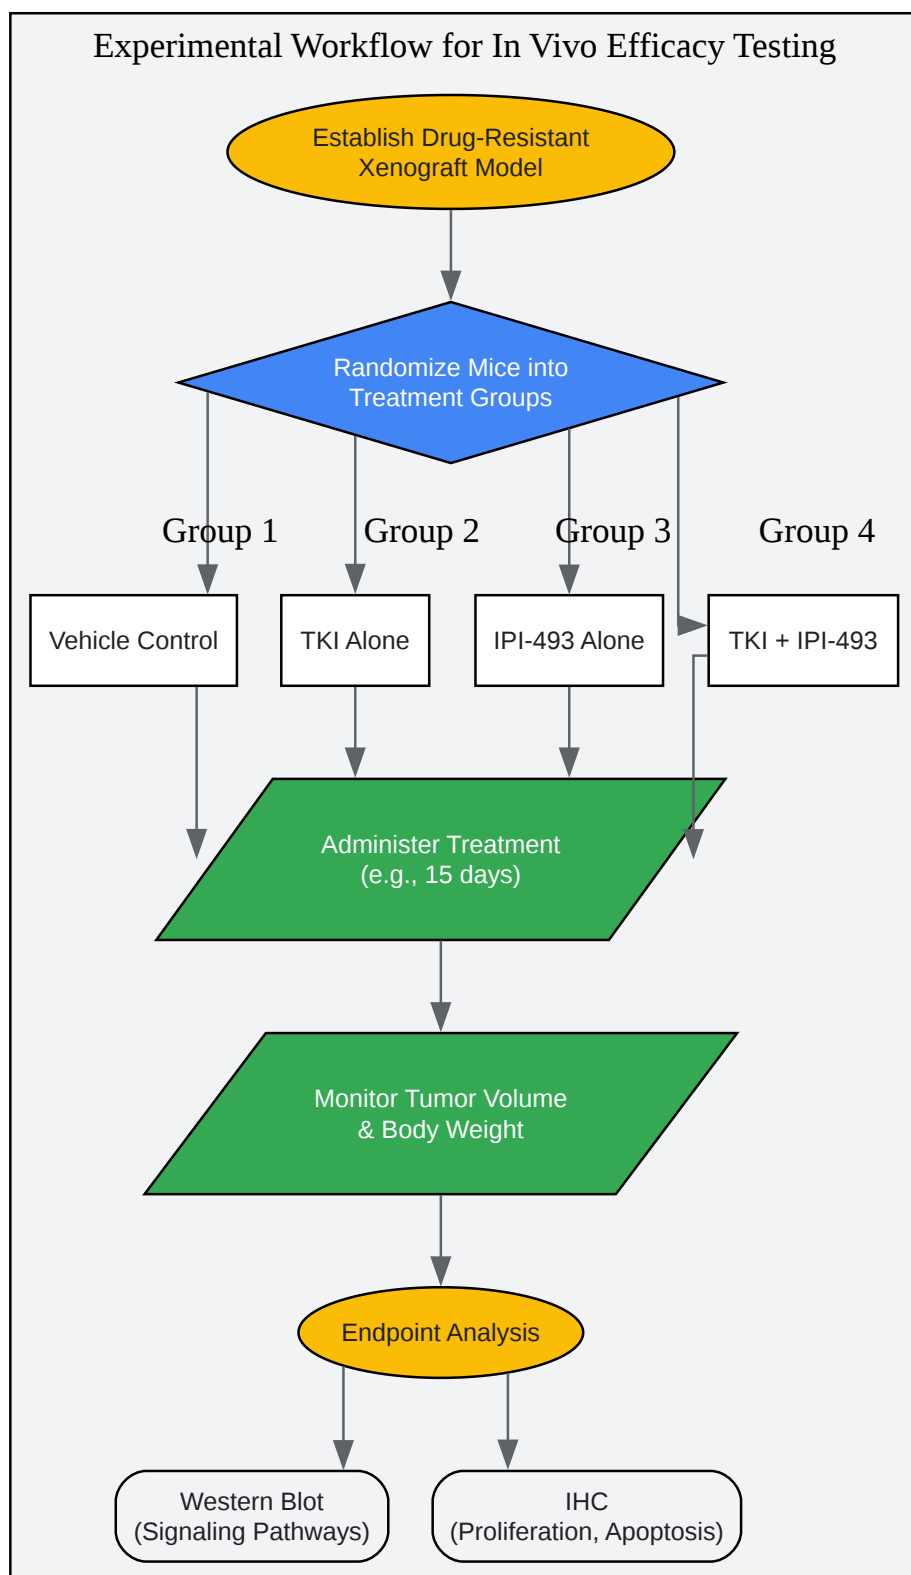 Experimental Workflow for In Vivo Efficacy Testing
Establish Drug-Resistant
Xenograft Model
Randomize Mice into
Treatment Groups
Group 1
Group 2
Group 3
Group 4
Vehicle Control
TKI Alone
IPI-493 Alone
TKI + IPI-493
Administer Treatment
(e.g., 15 days)
Monitor Tumor Volume
& Body Weight
Endpoint Analysis
Western Blot
(Signaling Pathways)
IHC
(Proliferation, Apoptosis)